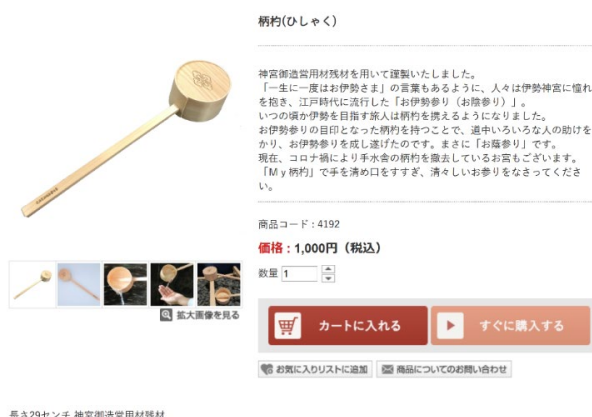 柄杓(ひしゃく)
神宮御造営用材残材を用いて謹製いたしました。
「一生に一度はお伊勢さま」の言葉もあるように、人々は伊勢神宮に憧れ
を抱き、江戸時代に流行した「お伊勢参り（お陰参り）」。
いつの頃か伊勢を目指す旅人は柄杓を携えるようになりました。
お伊勢参りの目印となった柄杓を持つことで、道中いろいろな人の助けを
かり、お伊勢参りを成し遂げたのです。まさに「お蔭参り」です。
現在、コロナ禍により手水舎の柄杓を撤去しているお宮もございます。
「Ｍｙ柄杓」で手を清め口をすすぎ、清々しいお参りをなさってくださ
い。
商品コード : 4192
価格 : 1,000円（税込）
数量 1
カートに入れる
すぐに購入する
拡大画像を見る
お気に入りリストに追加
商品についてのお問い合わせ
長さ29センチ 神宮御造営用材残材